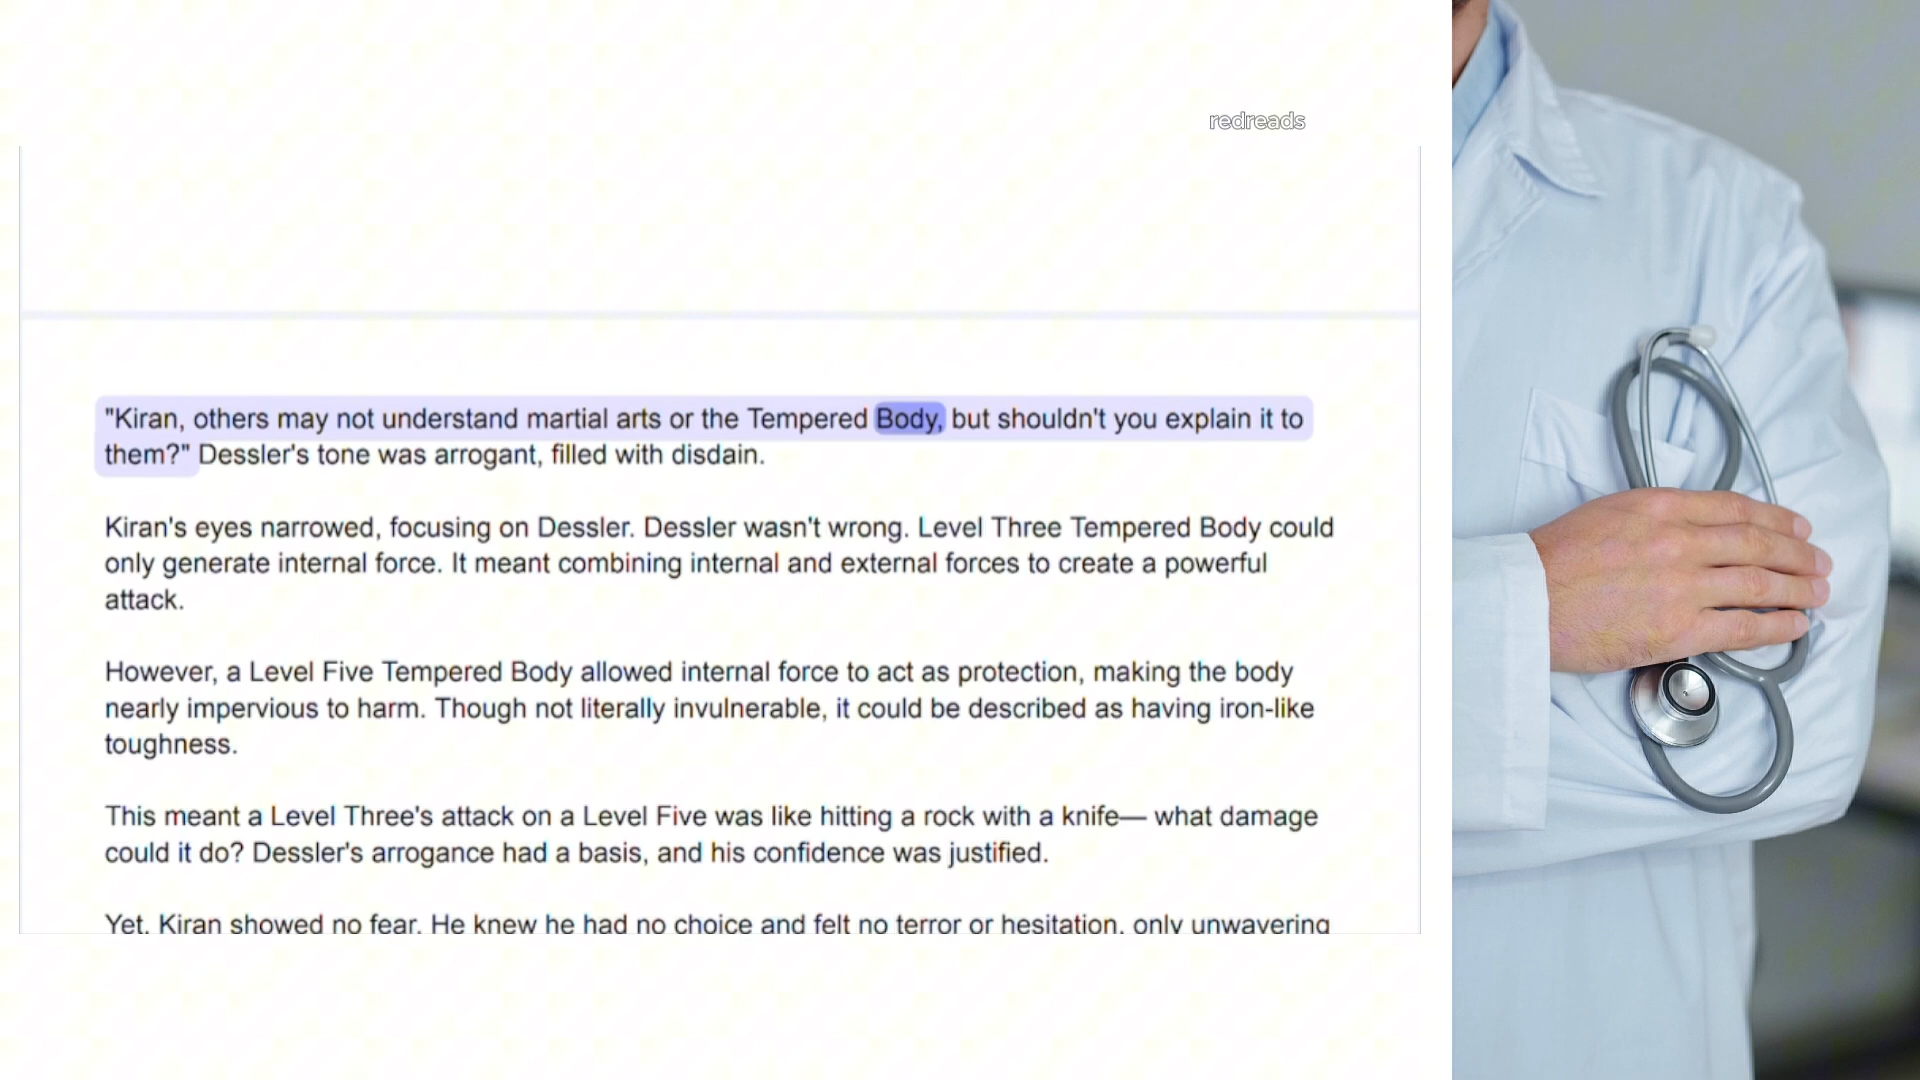 redreads
"Kiran, others may not understand martial arts or the Tempered Body, but shouldn't you explain it to
them?" Dessler's tone was arrogant, filled with disdain.
Kiran's eyes narrowed, focusing on Dessler. Dessler wasn't wrong. Level Three Tempered Body could
only generate internal force. It meant combining internal and external forces to create a powerful
attack.
However, a Level Five Tempered Body allowed internal force to act as protection, making the body
nearly impervious to harm. Though not literally invulnerable, it could be described as having iron-like
toughness.
This meant a Level Three's attack on a Level Five was like hitting a rock with a knife— what damage
could it do? Dessler's arrogance had a basis, and his confidence was justified.
Yet, Kiran showed no fear. He knew he had no choice and felt no terror or hesitation, only unwavering